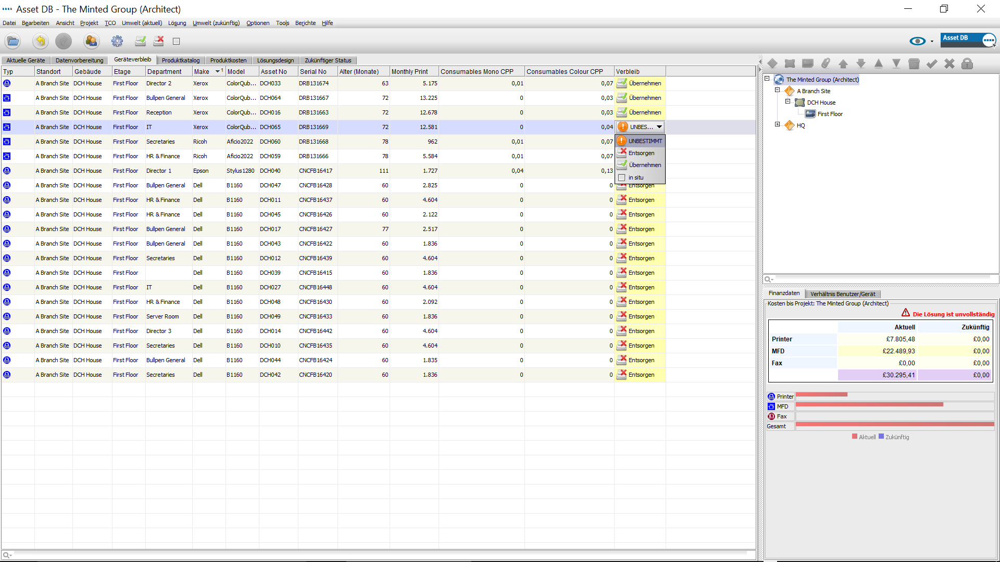 Asset DB - The Minted Group (Architect)
Datei Bearbeiten Ansicht Projekt TCO Umwelt (aktuell) Lösung Umwelt (zukünftig) Optionen Tools Berichte Hilfe
Asset DB
Aktuelle Geräte Datenvorbereitung Geräteverbleib Produktkatalog Produktkosten Lösungsdesign Zukünftiger Status
Typ Standort Gebäude Etage Department Make 1 Model Asset No Serial No Alter (Monate) Monthly Print Consumables Mono CPP Consumables Colour CPP Verbleib
A Branch Site DCH House First Floor Director 2 Xerox ColorQub... DCH033 DRB131674 63 5.175 0,01 0,07 Übernehmen
A Branch Site DCH House First Floor Bullpen General Xerox ColorQub... DCH064 DRB131667 72 13.225 0 0,03 Übernehmen
A Branch Site DCH House First Floor Reception Xerox ColorQub... DCH016 DRB131663 72 12.678 0 0,03 Übernehmen
A Branch Site DCH House First Floor IT Xerox ColorQub... DCH065 DRB131669 72 12.581 0 0,04 UNBES...
A Branch Site DCH House First Floor Secretaries Ricoh Aficio2022 DCH060 DRB131668 78 962 0,01 0,07
A Branch Site DCH House First Floor HR & Finance Ricoh Aficio2022 DCH059 DRB131666 78 5.584 0,01 0,07
A Branch Site DCH House First Floor Director 1 Epson Stylus1280 DCH040 CNCFB16417 111 1.727 0,04 0,13
UNBESTIMMT
Entsorgen
Übernehmen
in situ
A Branch Site DCH House First Floor Bullpen General Dell B1160 DCH047 CNCFB16428 60 2.825 0 0 Entsorgen
A Branch Site DCH House First Floor HR & Finance Dell B1160 DCH011 CNCFB16437 60 4.604 0 0 Entsorgen
A Branch Site DCH House First Floor HR & Finance Dell B1160 DCH045 CNCFB16426 60 2.122 0 0 Entsorgen
A Branch Site DCH House First Floor Bullpen General Dell B1160 DCH017 CNCFB16427 77 2.517 0 0 Entsorgen
A Branch Site DCH House First Floor Bullpen General Dell B1160 DCH043 CNCFB16422 60 1.836 0 0 Entsorgen
A Branch Site DCH House First Floor Secretaries Dell B1160 DCH012 CNCFB16439 60 4.604 0 0 Entsorgen
A Branch Site DCH House First Floor Dell B1160 DCH039 CNCFB16415 60 1.836 0 0 Entsorgen
A Branch Site DCH House First Floor IT Dell B1160 DCH027 CNCFB16448 60 4.604 0 0 Entsorgen
A Branch Site DCH House First Floor HR & Finance Dell B1160 DCH048 CNCFB16430 60 2.092 0 0 Entsorgen
A Branch Site DCH House First Floor Server Room Dell B1160 DCH049 CNCFB16433 60 1.836 0 0 Entsorgen
A Branch Site DCH House First Floor Director 3 Dell B1160 DCH014 CNCFB16442 60 4.604 0 0 Entsorgen
A Branch Site DCH House First Floor Secretaries Dell B1160 DCH010 CNCFB16435 60 4.604 0 0 Entsorgen
A Branch Site DCH House First Floor Bullpen General Dell B1160 DCH044 CNCFB16424 60 1.835 0 0 Entsorgen
A Branch Site DCH House First Floor Secretaries Dell B1160 DCH042 CNCFB16420 60 1.836 0 0 Entsorgen
The Minted Group (Architect)
A Branch Site
DCH House
First Floor
HQ
Finanzdaten Verhältnis Benutzer/Gerät
Kosten bis Projekt: The Minted Group (Architect)
Die Lösung ist unvollständig
Aktuell Zukünftig
Printer £7.805,48 £0,00
MFD £22.489,93 £0,00
Fax £0,00 £0,00
£30.295,41 £0,00
Printer
MFD
Fax
Gesamt
Aktuell Zukünftig